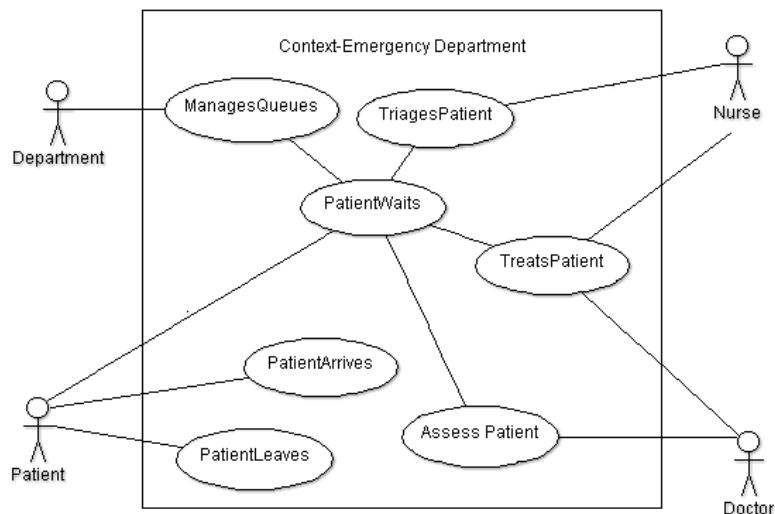 Context-Emergency Department
ManagesQueues
TriagesPatient
Nurse
Department
PatientWaits
TreatsPatient
PatientArrives
Assess Patient
PatientLeaves
Patient
Doctor